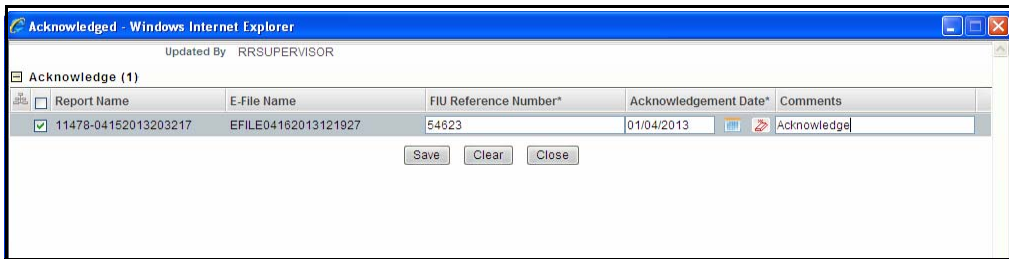 Acknowledged - Windows Internet Explorer
Updated By RRSUPERVISOR
Acknowledge (1)
Report Name E-File Name FIU Reference Number* Acknowledgement Date* Comments
11478-04152013203217 EFILE04162013121927 54623 01/04/2013 Acknowledge
Save Clear Close